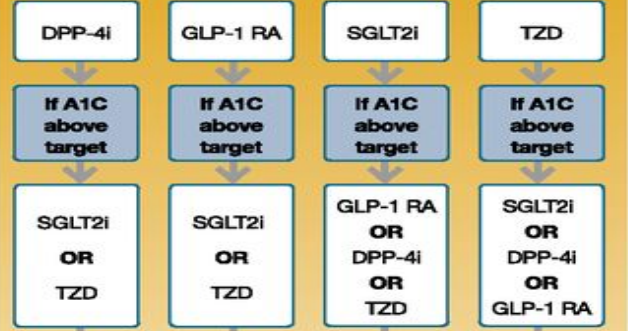 DPP-4i
GLP-1 RA
SGLT2i
TZD
If A1C
above
target
If A1C
above
target
If A1C
above
target
If A1C
above
target
SGLT2i
OR
TZD
SGLT2i
OR
TZD
GLP-1 RA
OR
DPP-4i
OR
TZD
SGLT2i
OR
DPP-4i
OR
GLP-1 RA